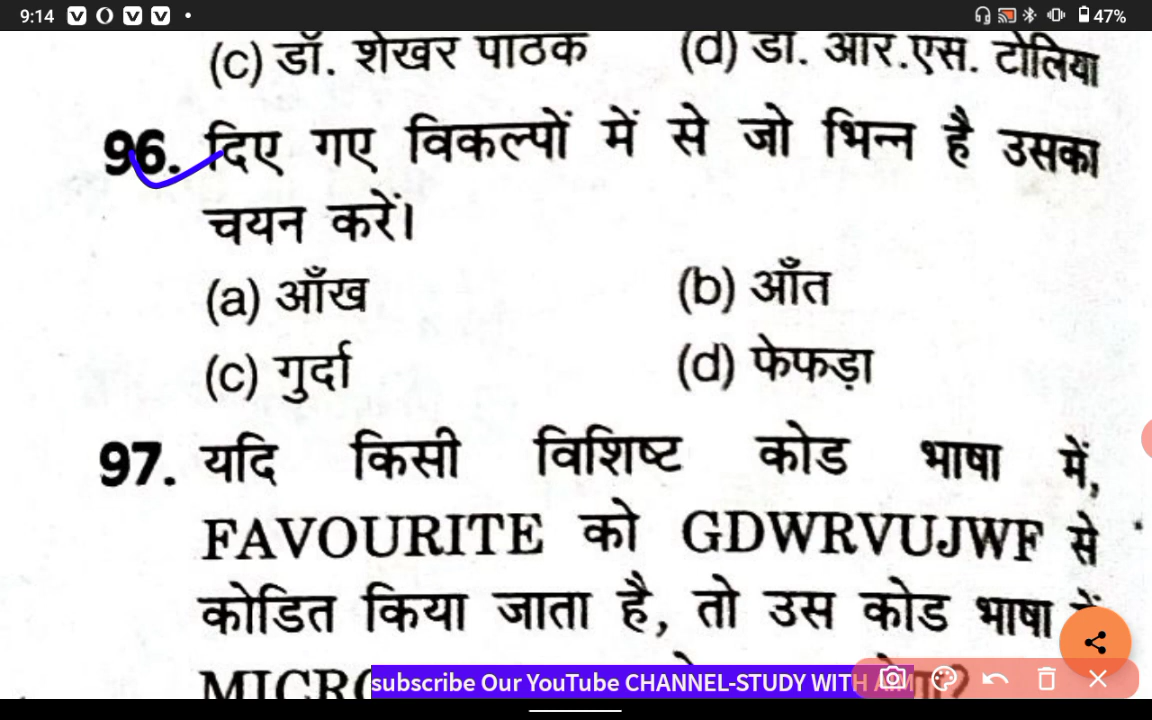 9:14 47%
(c) डॉ. शेखर पाठक (d) डॉ. आर.एस. टोलिया
96. दिए गए विकल्पों में से जो भिन्न है उसका
चयन करें।
(a) आँख (b) आँत
(c) गुर्दा (d) फेफड़ा
97. यदि किसी विशिष्ट कोड भाषा में,
FAVOURITE को GDWRVUJWF से
कोडित किया जाता है, तो उस कोड भाषा में
subscribe Our YouTube CHANNEL-STUDY WITH AIM